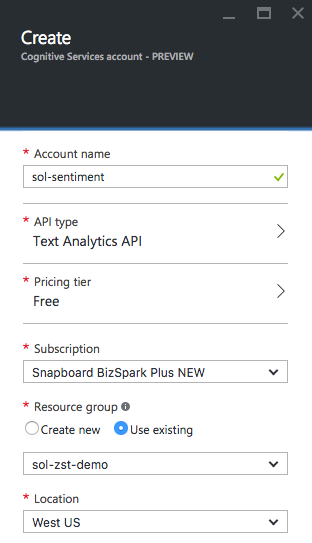 Create
Cognitive Services account - PREVIEW
* Account name
sol-sentiment
* API type
Text Analytics API
* Pricing tier
Free
* Subscription
Snapboard BizSpark Plus NEW
* Resource group
Create new Use existing
sol-zst-demo
* Location
West US